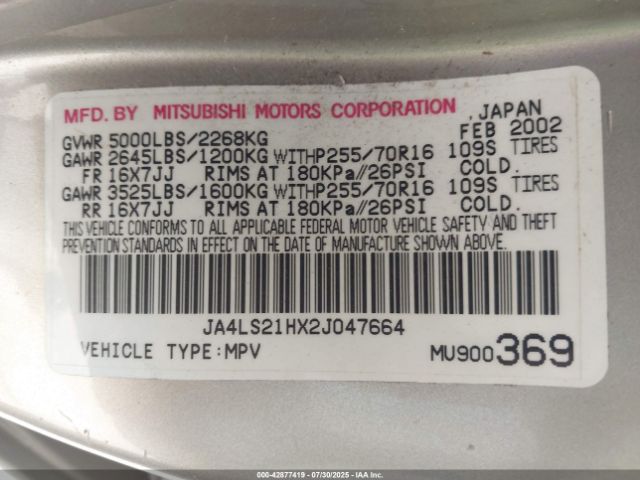 MFD. BY MITSUBISHI MOTORS CORPORATION , JAPAN
GVWR 5000LBS/2268KG FEB 2002
GAWR 2645LBS/1200KG WITHP255/70R16 109S TIRES
FR 16X7JJ RIMS AT 180KPa//26PSI COLD.
GAWR 3525LBS/1600KG WITHP255/70R16 109S TIRES
RR 16X7JJ RIMS AT 180KPa//26PSI COLD.
THIS VEHICLE CONFORMS TO ALL APPLICABLE FEDERAL MOTOR VEHICLE SAFETY AND THEFT
PREVENTION STANDARDS IN EFFECT ON THE DATE OF MANUFACTURE SHOWN ABOVE.
JA4LS21HX2J047664
VEHICLE TYPE:MPV MU900369
000-42877419 - 07/30/2025 - IAAI.COM